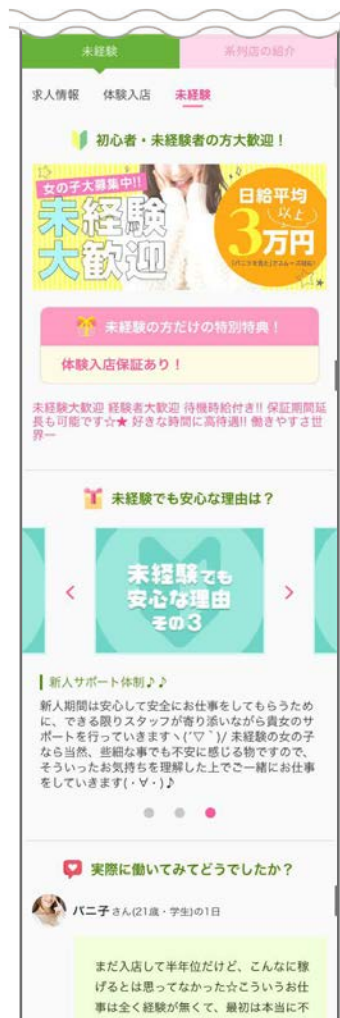 未経験
系列店の紹介
求人情報 体験入店 未経験
初心者・未経験者の方大歓迎！
女の子大募集中!!
未経験
大歓迎
日給平均
以上
3万円
未経験の方だけの特別特典！
体験入店保証あり！
未経験大歓迎 経験者大歓迎 待機時給付き!! 保証期間延
長も可能です☆★ 好きな時間に高待遇!! 働きやすさ世
界一
未経験でも安心な理由は？
未経験でも
安心な理由
その3
新人サポート体制♪♪
新人期間は安心して安全にお仕事をしてもらうため
に、できる限りスタッフが寄り添いながら貴女のサ
ポートを行っていきますヽ(´▽｀)/ 未経験の女の子
なら当然、些細な事でも不安に感じる物ですので、
そういったお気持ちを理解した上でご一緒にお仕事
をしていきます(・∀・)♪
実際に働いてみてどうでしたか？
バニ子さん(21歳・学生)の1日
まだ入店して半年位だけど、こんなに稼
げるとは思ってなかった☆こういうお仕
事は全く経験が無くて、最初は本当に不